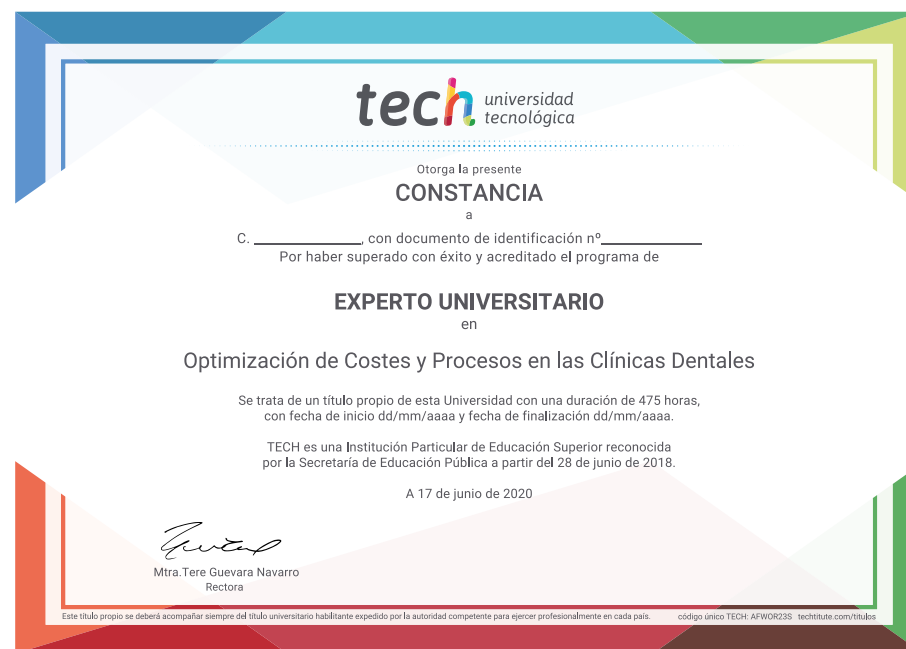 tech universidad
tecnológica
Otorga la presente
CONSTANCIA
a
C. ____________, con documento de identificación nº____________
Por haber superado con éxito y acreditado el programa de
EXPERTO UNIVERSITARIO
en
Optimización de Costes y Procesos en las Clínicas Dentales
Se trata de un título propio de esta Universidad con una duración de 475 horas,
con fecha de inicio dd/mm/aaaa y fecha de finalización dd/mm/aaaa.
TECH es una Institución Particular de Educación Superior reconocida
por la Secretaría de Educación Pública a partir del 28 de junio de 2018.
A 17 de junio de 2020
Mtra.Tere Guevara Navarro
Rectora
Este título propio se deberá acompañar siempre del título universitario habilitante expedido por la autoridad competente para ejercer profesionalmente en cada país. código único TECH: AFWOR23S techtitute.com/titulos